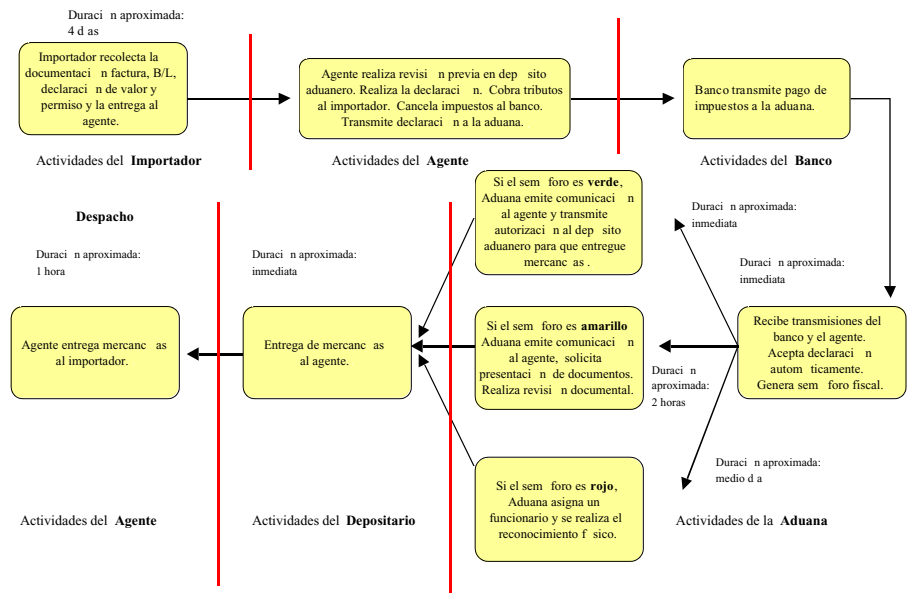 Duraci n aproximada:
4 d as
Importador recolecta la
documentaci n factura, B/L,
declaraci n de valor y
permiso y la entrega al
agente.
Agente realiza revisi n previa en dep sito
aduanero. Realiza la declaraci n. Cobra tributos
al importador. Cancela impuestos al banco.
Transmite declaraci n a la aduana.
Banco transmite pago de
impuestos a la aduana.
Actividades del Importador
Actividades del Agente
Actividades del Banco
Si el sem foro es verde,
Aduana emite comunicaci n
al agente y transmite
autorizaci n al dep sito
aduanero para que entregue
mercanc as .
Duraci n aproximada:
inmediata
Despacho
Duraci n aproximada:
1 hora
Duraci n aproximada:
inmediata
Duraci n aproximada:
inmediata
Agente entrega mercanc as
al importador.
Entrega de mercanc as
al agente.
Si el sem foro es amarillo
Aduana emite comunicaci n
al agente, solicita
presentaci n de documentos.
Realiza revisi n documental.
Duraci n
aproximada:
2 horas
Recibe transmisiones del
banco y el agente.
Acepta declaraci n
autom ticamente.
Genera sem foro fiscal.
Duraci n aproximada:
medio d a
Si el sem foro es rojo,
Aduana asigna un
funcionario y se realiza el
reconocimiento f sico.
Actividades del Agente
Actividades del Depositario
Actividades de la Aduana